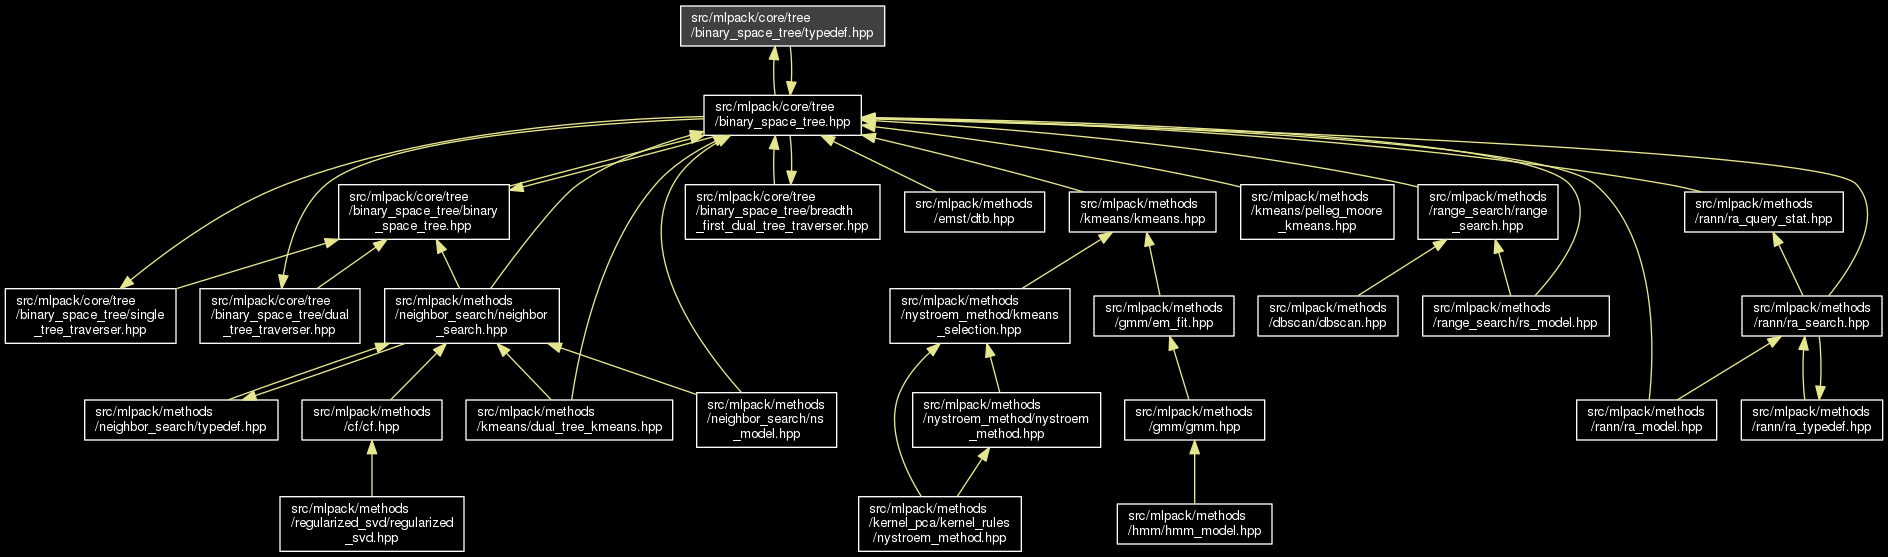 src/mlpack/core/tree
/binary_space_tree/typedef.hpp
src/mlpack/core/tree
/binary_space_tree.hpp
src/mlpack/core/tree
/binary_space_tree/binary
_space_tree.hpp
src/mlpack/core/tree
/binary_space_tree/breadth
_first_dual_tree_traverser.hpp
src/mlpack/methods
/emst/dtb.hpp
src/mlpack/methods
/kmeans/kmeans.hpp
src/mlpack/methods
/kmeans/pelleg_moore
_kmeans.hpp
src/mlpack/methods
/range_search/range
_search.hpp
src/mlpack/methods
/rann/ra_query_stat.hpp
src/mlpack/core/tree
/binary_space_tree/single
_tree_traverser.hpp
src/mlpack/core/tree
/binary_space_tree/dual
_tree_traverser.hpp
src/mlpack/methods
/neighbor_search/neighbor
_search.hpp
src/mlpack/methods
/nystroem_method/kmeans
_selection.hpp
src/mlpack/methods
/gmm/em_fit.hpp
src/mlpack/methods
/dbscan/dbscan.hpp
src/mlpack/methods
/range_search/rs_model.hpp
src/mlpack/methods
/rann/ra_search.hpp
src/mlpack/methods
/neighbor_search/typedef.hpp
src/mlpack/methods
/cf/cf.hpp
src/mlpack/methods
/kmeans/dual_tree_kmeans.hpp
src/mlpack/methods
/neighbor_search/ns
_model.hpp
src/mlpack/methods
/nystroem_method/nystroem
_method.hpp
src/mlpack/methods
/gmm/gmm.hpp
src/mlpack/methods
/rann/ra_model.hpp
src/mlpack/methods
/rann/ra_typedef.hpp
src/mlpack/methods
/regularized_svd/regularized
_svd.hpp
src/mlpack/methods
/kernel_pca/kernel_rules
/nystroem_method.hpp
src/mlpack/methods
/hmm/hmm_model.hpp